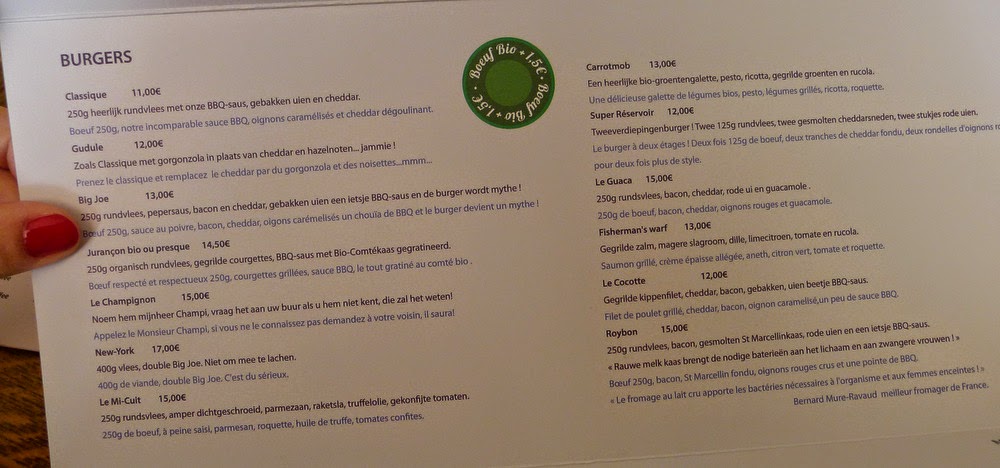 BURGERS
Classique 11,00€
250g heerlijk rundvlees met onze BBQ-saus, gebakken uien en cheddar.
Boeuf 250g, notre incomparable sauce BBQ, oignons caramélisés et cheddar dégoulinant.
Gudule 12,00€
Zoals Classique met gorgonzola in plaats van cheddar en hazelnoten... jammie !
Prenez le classique et remplacez le cheddar par du gorgonzola et des noisettes...mmm...
Big Joe 13,00€
250g rundvlees, pepersaus, bacon en cheddar, gebakken uien een ietsje BBQ-saus en de burger wordt mythe !
Bœuf 250g, sauce au poivre, bacon, cheddar, oigons carémélisés un chouïa de BBQ et le burger devient un mythe !
Jurançon bio ou presque 14,50€
250g organisch rundvlees, gegrilde courgettes, BBQ-saus met Bio-Comtékaas gegratineerd.
Bœuf respecté et respectueux 250g, courgettes grillées, sauce BBQ, le tout gratiné au comté bio .
Le Champignon 15,00€
Noem hem mijnheer Champi, vraag het aan uw buur als u hem niet kent, die zal het weten!
Appelez le Monsieur Champi, si vous ne le connaissez pas demandez à votre voisin, il saura!
New-York 17,00€
400g vlees, double Big Joe. Niet om mee te lachen.
400g de viande, double Big Joe. C'est du sérieux.
Le Mi-Cuit 15,00€
250g rundsvlees, amper dichtgeschroeid, parmezaan, raketsla, truffelolie, gekonfijte tomaten.
250g de boeuf, à peine saisi, parmesan, roquette, huile de truffe, tomates confites.
Boeuf Bio +1,5€ • Boeuf Bio +1,5€ •
Carrotmob 13,00€
Een heerlijke bio-groentengalette, pesto, ricotta, gegrilde groenten en rucola.
Une délicieuse galette de légumes bios, pesto, légumes grillés, ricotta, roquette.
Super Réservoir 12,00€
Tweeverdiepingenburger ! Twee 125g rundvlees, twee gesmolten cheddarsneden, twee stukjes rode uien.
Le burger à deux étages ! Deux fois 125g de boeuf, deux tranches de cheddar fondu, deux rondelles d'oignons
pour deux fois plus de style.
Le Guaca 15,00€
250g rundsvlees, bacon, cheddar, rode ui en guacamole .
250g de boeuf, bacon, cheddar, oignons rouges et guacamole.
Fisherman's warf 13,00€
Gegrilde zalm, magere slagroom, dille, limecitroen, tomate en rucola.
Saumon grillé, crème épaisse allégée, aneth, citron vert, tomate et roquette.
Le Cocotte 12,00€
Gegrilde kippenfilet, cheddar, bacon, gebakken, uien beetje BBQ-saus.
Filet de poulet grillé, cheddar, bacon, oignon caramelisé,un peu de sauce BBQ.
Roybon 15,00€
250g rundvlees, bacon, gesmolten St Marcellinkaas, rode uien en een ietsje BBQ-saus.
« Rauwe melk kaas brengt de nodige baterieën aan het lichaam en aan zwangere vrouwen ! »
Bœuf 250g, bacon, St Marcellin fondu, oignons rouges crus et une pointe de BBQ.
« Le fromage au lait cru apporte les bactéries nécessaires à l'organisme et aux femmes enceintes ! »
Bernard Mure-Ravaud meilleur fromager de France.